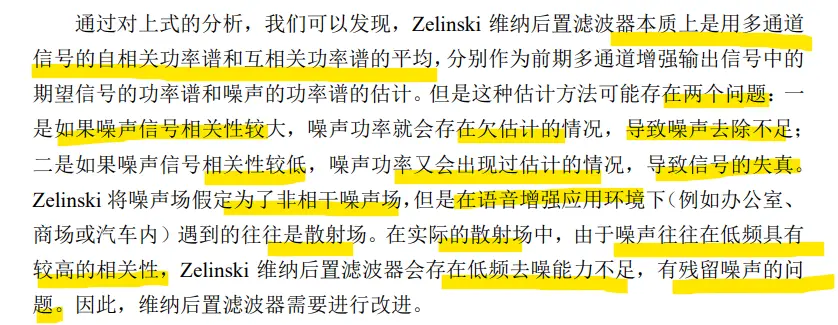 通过对上式的分析，我们可以发现，Zelinski 维纳后置滤波器本质上是用多通道
信号的自相关功率谱和互相关功率谱的平均，分别作为前期多通道增强输出信号中的
期望信号的功率谱和噪声的功率谱的估计。但是这种估计方法可能存在两个问题：一
是如果噪声信号相关性较大，噪声功率就会存在欠估计的情况，导致噪声去除不足；
二是如果噪声信号相关性较低，噪声功率又会出现过估计的情况，导致信号的失真。
Zelinski 将噪声场假定为了非相干噪声场，但是在语音增强应用环境下（例如办公室、
商场或汽车内）遇到的往往是散射场。在实际的散射场中，由于噪声往往在低频具有
较高的相关性，Zelinski 维纳后置滤波器会存在低频去噪能力不足，有残留噪声的问
题。因此，维纳后置滤波器需要进行改进。